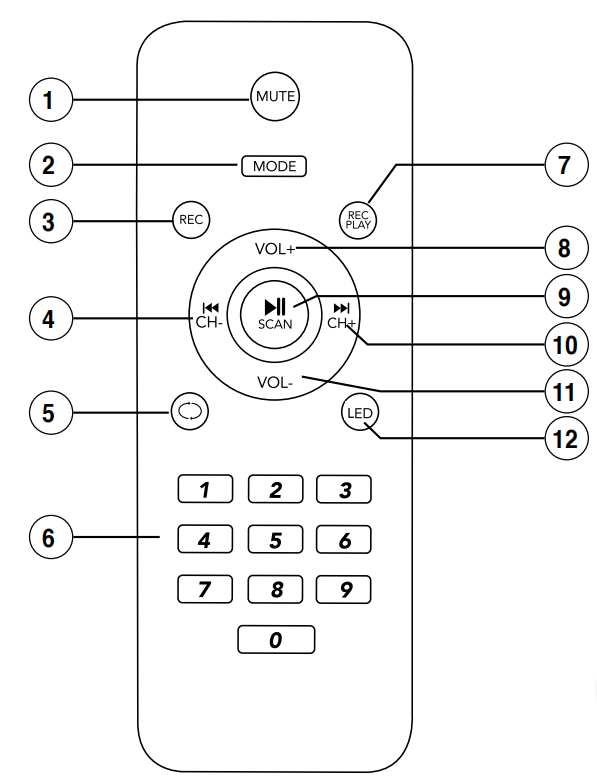 1
MUTE
2
MODE
7
3
REC
REC
PLAY
VOL+
8
9
4
CH-
SCAN
CH+
10
VOL-
11
5
LED
12
1 2 3
6
4 5 6
7 8 9
0